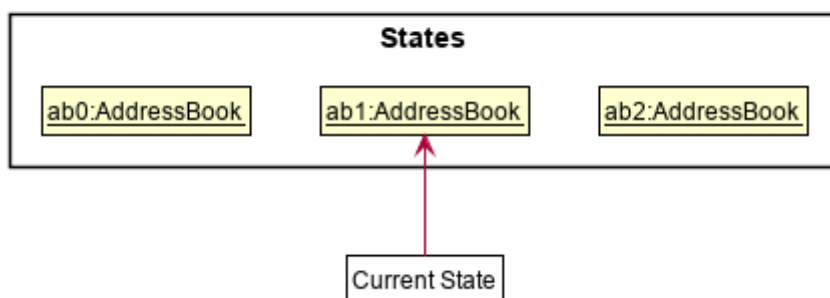 States
ab0:AddressBook
ab1:AddressBook
ab2:AddressBook
Current State